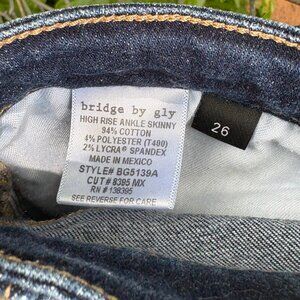 bridge by gly
HIGH RISE ANKLE SKINNY
94% COTTON
4% POLYESTER (T400)
2% LYCRA® SPANDEX
MADE IN MEXICO
STYLE# BG5139A
CUT# 8395 MX
RN# 138395
SEE REVERSE FOR CARE
26